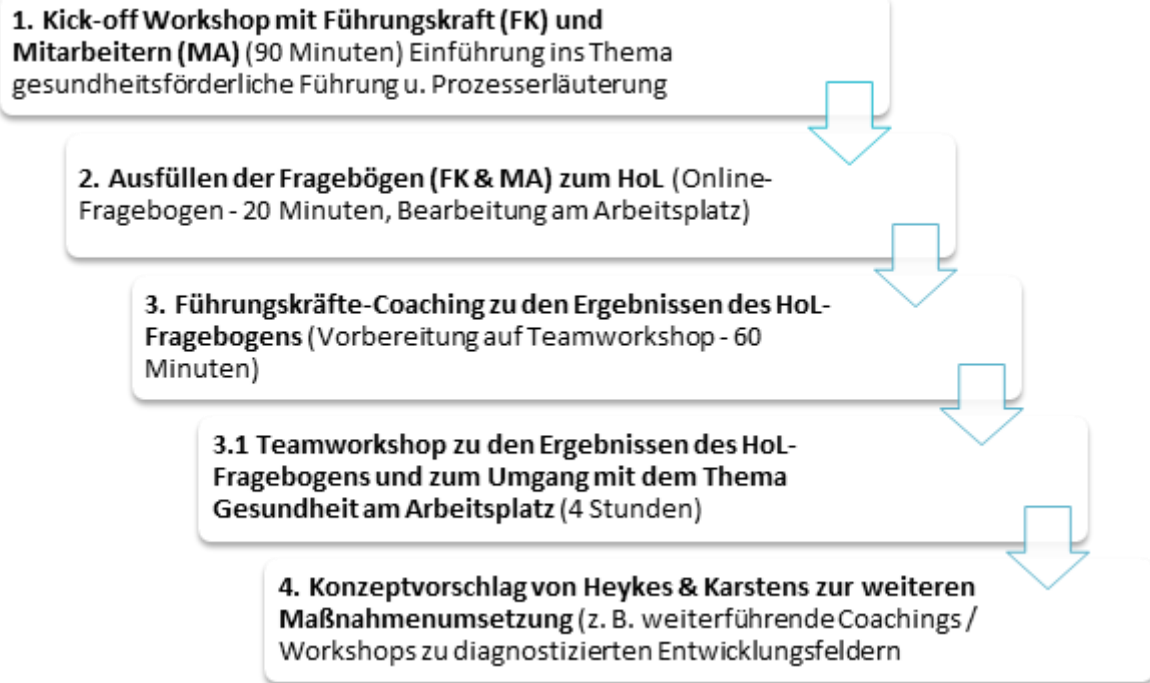 1. Kick-off Workshop mit Führungskraft (FK) und
Mitarbeitern (MA) (90 Minuten) Einführung ins Thema
gesundheitsförderliche Führung u. Prozesserläuterung
2. Ausfüllen der Fragebögen (FK & MA) zum HoL (Online-
Fragebogen - 20 Minuten, Bearbeitung am Arbeitsplatz)
3. Führungskräfte-Coaching zu den Ergebnissen des HoL-
Fragebogens (Vorbereitung auf Teamworkshop - 60
Minuten)
3.1 Teamworkshop zu den Ergebnissen des HoL-
Fragebogens und zum Umgang mit dem Thema
Gesundheit am Arbeitsplatz (4 Stunden)
4. Konzeptvorschlag von Heykes & Karstens zur weiteren
Maßnahmenumsetzung (z. B. weiterführende Coachings /
Workshops zu diagnostizierten Entwicklungsfeldern